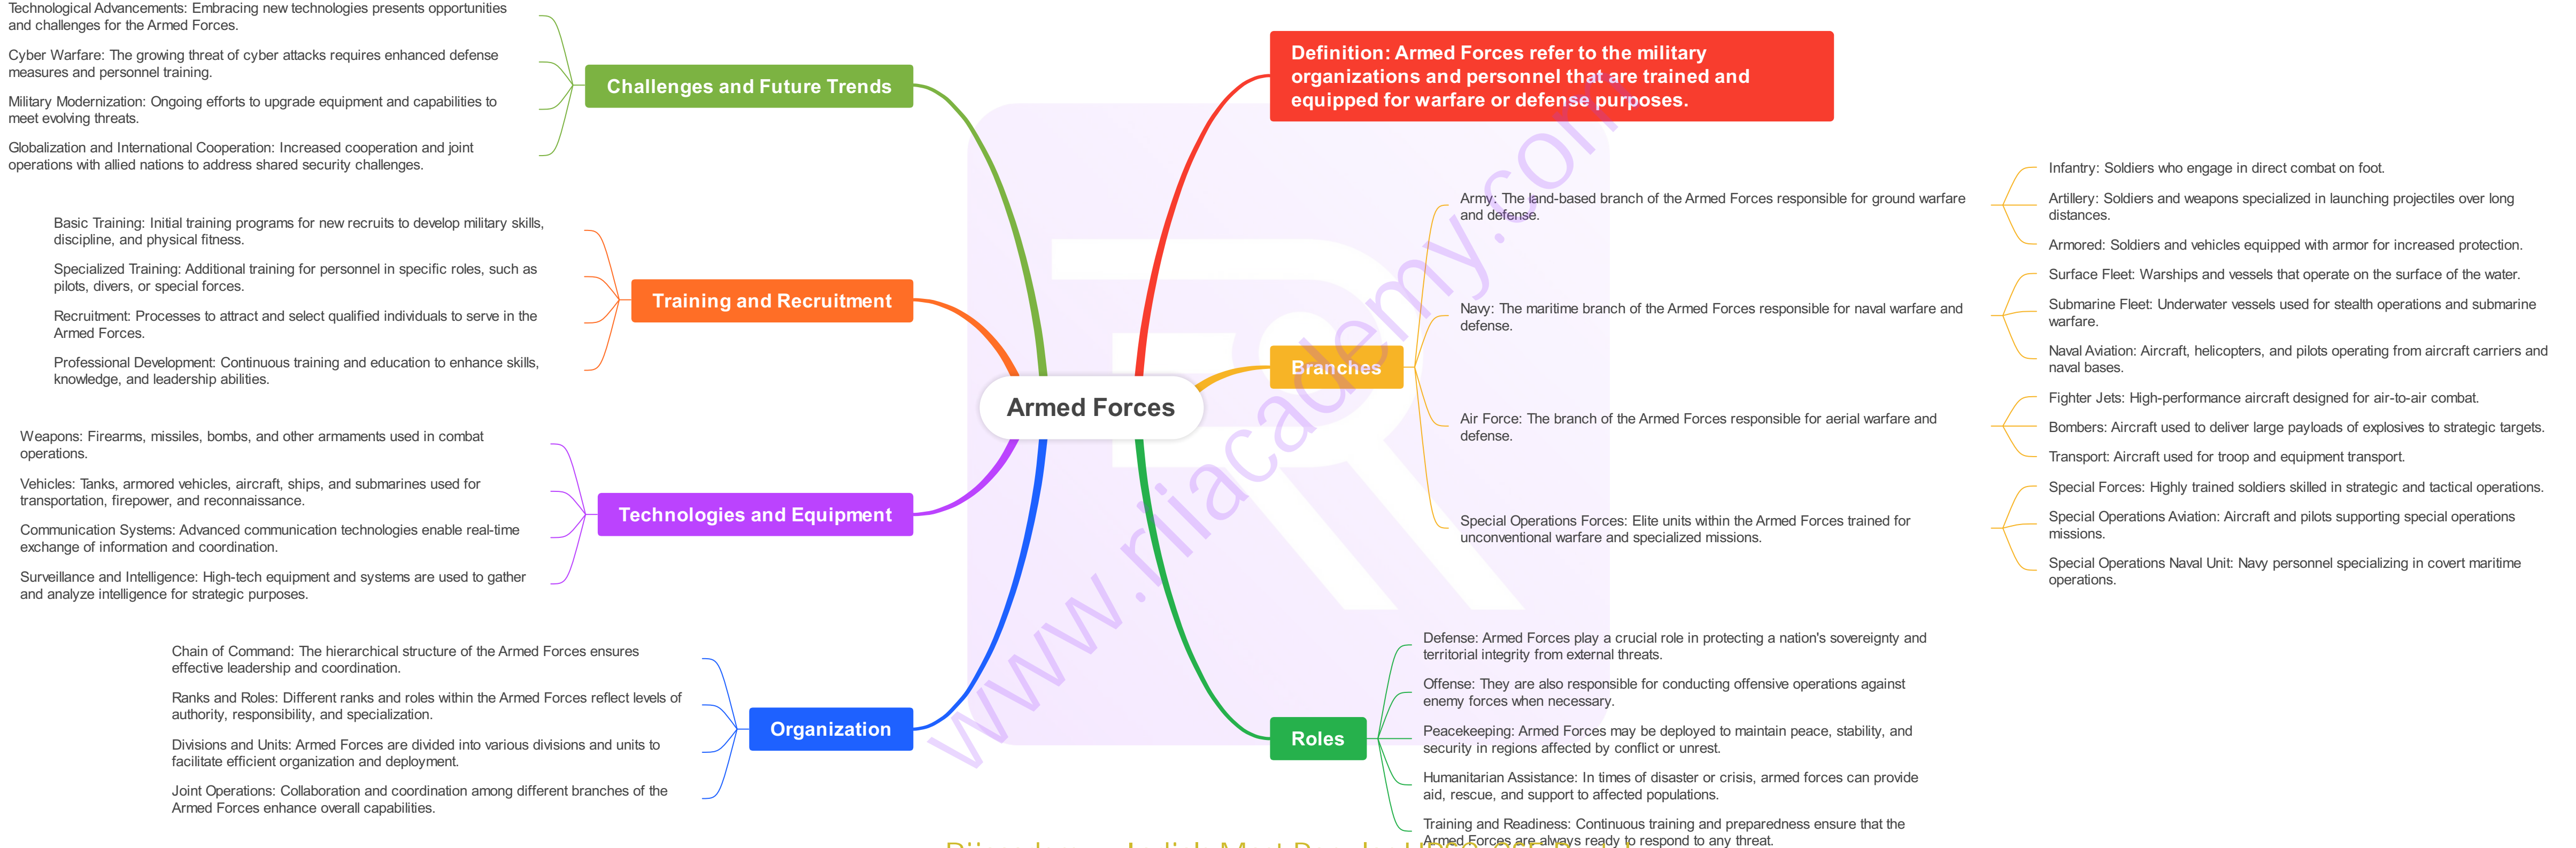 Armed Forces
Definition: Armed Forces refer to the military
organizations and personnel that are trained and
equipped for warfare or defense purposes.
Branches
Army: The land-based branch of the Armed Forces responsible for ground warfare
and defense.
Infantry: Soldiers who engage in direct combat on foot.
Artillery: Soldiers and weapons specialized in launching projectiles over long
distances.
Armored: Soldiers and vehicles equipped with armor for increased protection.
Navy: The maritime branch of the Armed Forces responsible for naval warfare and
defense.
Surface Fleet: Warships and vessels that operate on the surface of the water.
Submarine Fleet: Underwater vessels used for stealth operations and submarine
warfare.
Naval Aviation: Aircraft, helicopters, and pilots operating from aircraft carriers and
naval bases.
Air Force: The branch of the Armed Forces responsible for aerial warfare and
defense.
Fighter Jets: High-performance aircraft designed for air-to-air combat.
Bombers: Aircraft used to deliver large payloads of explosives to strategic targets.
Transport: Aircraft used for troop and equipment transport.
Special Operations Forces: Elite units within the Armed Forces trained for
unconventional warfare and specialized missions.
Special Forces: Highly trained soldiers skilled in strategic and tactical operations.
Special Operations Aviation: Aircraft and pilots supporting special operations
missions.
Special Operations Naval Unit: Navy personnel specializing in covert maritime
operations.
Roles
Defense: Armed Forces play a crucial role in protecting a nation's sovereignty and
territorial integrity from external threats.
Offense: They are also responsible for conducting offensive operations against
enemy forces when necessary.
Peacekeeping: Armed Forces may be deployed to maintain peace, stability, and
security in regions affected by conflict or unrest.
Humanitarian Assistance: In times of disaster or crisis, armed forces can provide
aid, rescue, and support to affected populations.
Training and Readiness: Continuous training and preparedness ensure that the
Armed Forces are always ready to respond to any threat.
Challenges and Future Trends
Technological Advancements: Embracing new technologies presents opportunities
and challenges for the Armed Forces.
Cyber Warfare: The growing threat of cyber attacks requires enhanced defense
measures and personnel training.
Military Modernization: Ongoing efforts to upgrade equipment and capabilities to
meet evolving threats.
Globalization and International Cooperation: Increased cooperation and joint
operations with allied nations to address shared security challenges.
Training and Recruitment
Basic Training: Initial training programs for new recruits to develop military skills,
discipline, and physical fitness.
Specialized Training: Additional training for personnel in specific roles, such as
pilots, divers, or special forces.
Recruitment: Processes to attract and select qualified individuals to serve in the
Armed Forces.
Professional Development: Continuous training and education to enhance skills,
knowledge, and leadership abilities.
Technologies and Equipment
Weapons: Firearms, missiles, bombs, and other armaments used in combat
operations.
Vehicles: Tanks, armored vehicles, aircraft, ships, and submarines used for
transportation, firepower, and reconnaissance.
Communication Systems: Advanced communication technologies enable real-time
exchange of information and coordination.
Surveillance and Intelligence: High-tech equipment and systems are used to gather
and analyze intelligence for strategic purposes.
Organization
Chain of Command: The hierarchical structure of the Armed Forces ensures
effective leadership and coordination.
Ranks and Roles: Different ranks and roles within the Armed Forces reflect levels of
authority, responsibility, and specialization.
Divisions and Units: Armed Forces are divided into various divisions and units to
facilitate efficient organization and deployment.
Joint Operations: Collaboration and coordination among different branches of the
Armed Forces enhance overall capabilities.
www.rijacademy.com